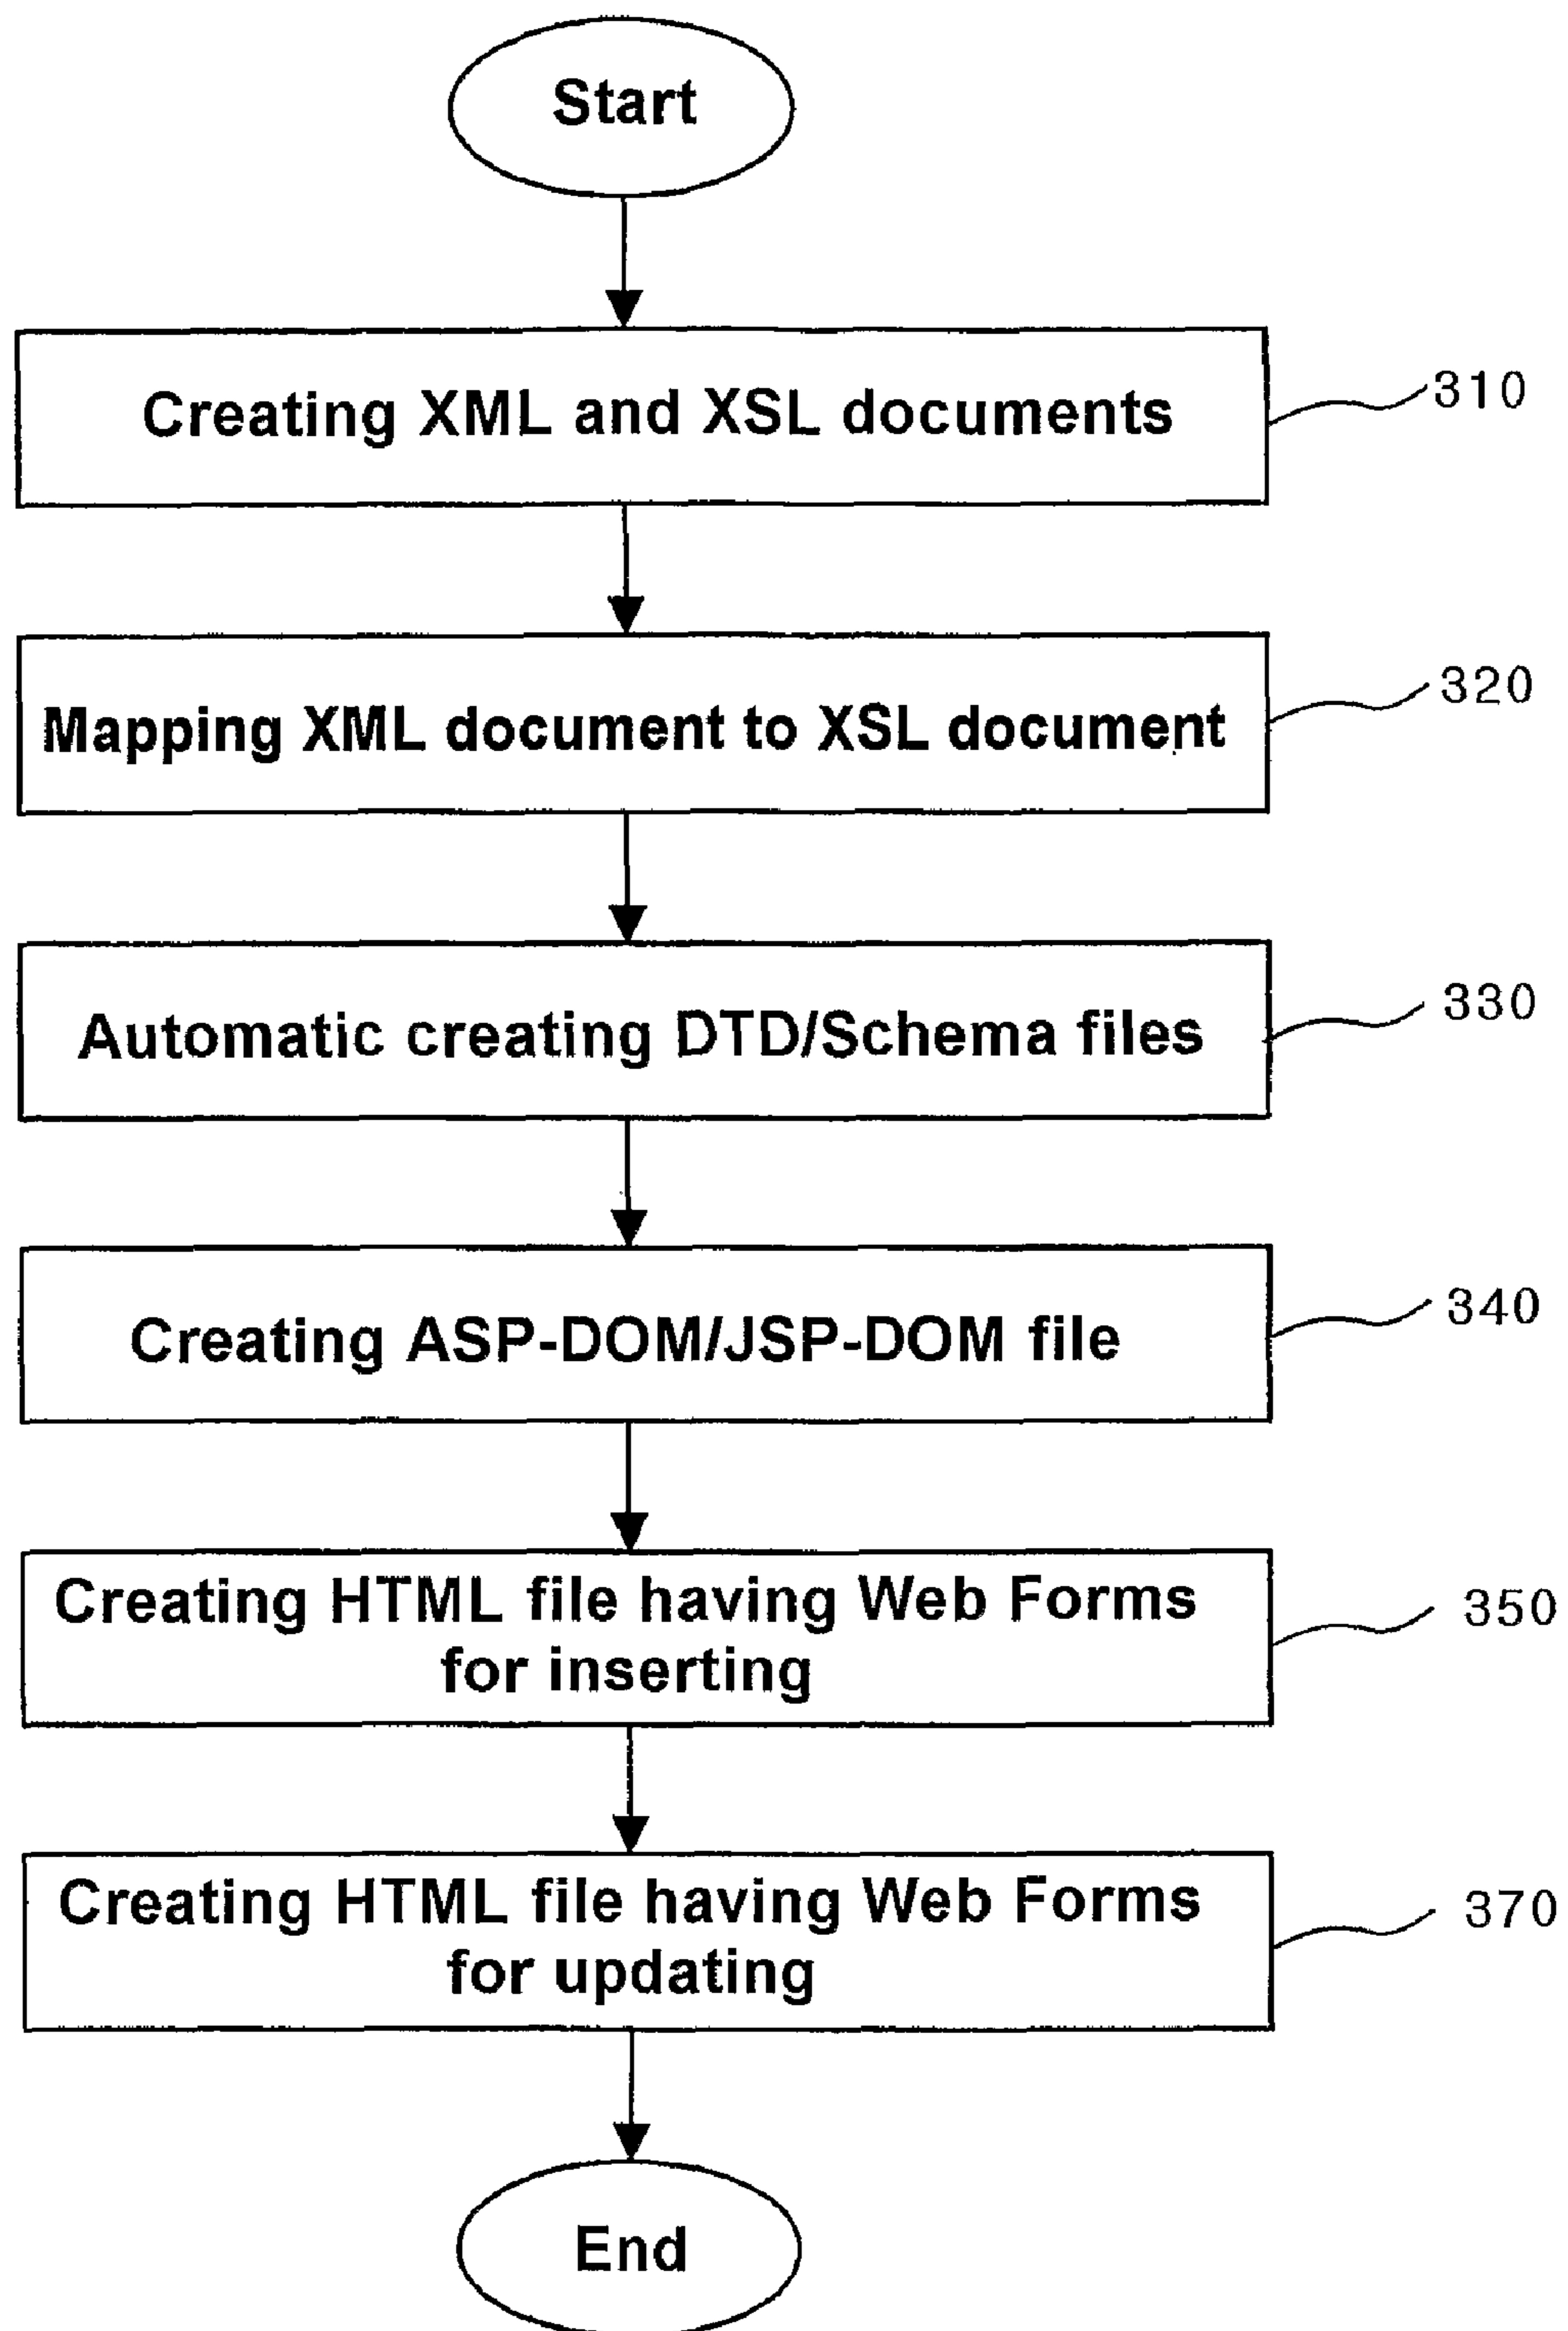 Start
Creating XML and XSL documents
310
Mapping XML document to XSL document
320
Automatic creating DTD/Schema files
330
Creating ASP-DOM/JSP-DOM file
340
Creating HTML file having Web Forms
for inserting
350
Creating HTML file having Web Forms
for updating
370
End